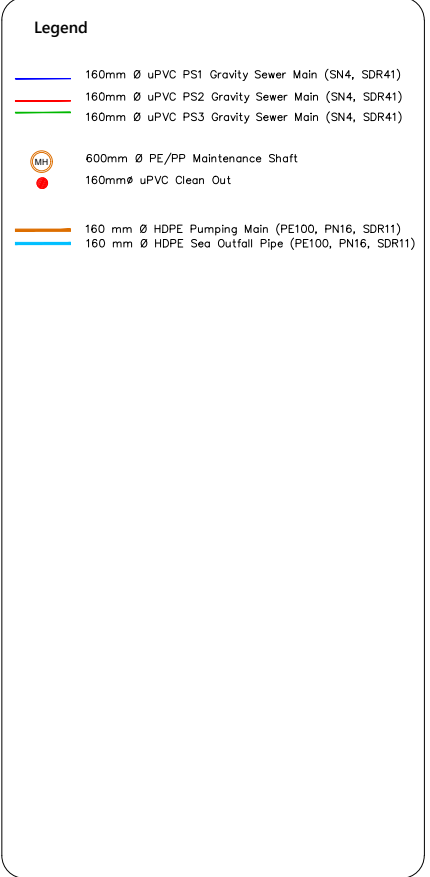 Legend
160mm Ø uPVC PS1 Gravity Sewer Main (SN4, SDR41)
160mm Ø uPVC PS2 Gravity Sewer Main (SN4, SDR41)
160mm Ø uPVC PS3 Gravity Sewer Main (SN4, SDR41)
MH 600mm Ø PE/PP Maintenance Shaft
160mmø uPVC Clean Out
160 mm Ø HDPE Pumping Main (PE100, PN16, SDR11)
160 mm Ø HDPE Sea Outfall Pipe (PE100, PN16, SDR11)